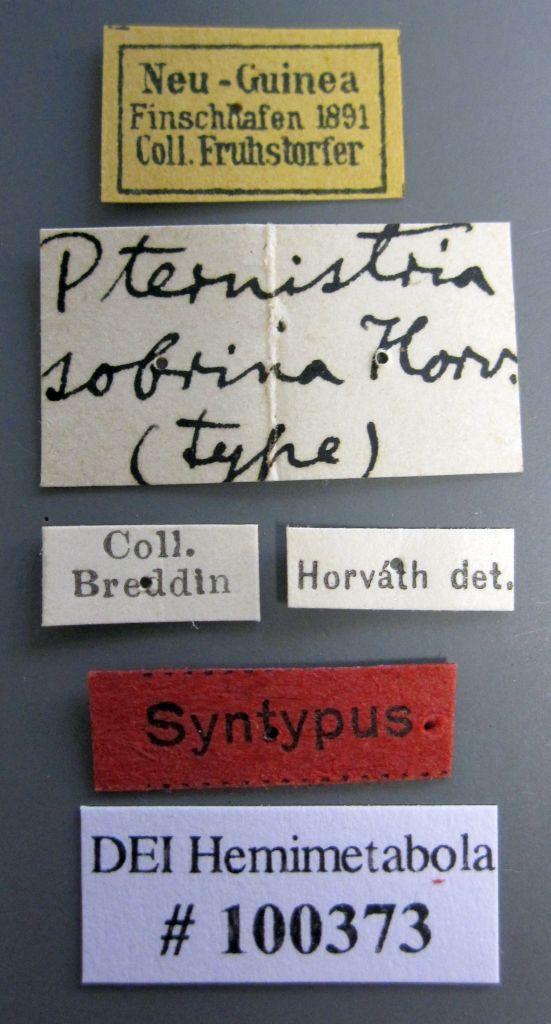 Neu-Guinea
Finschhafen 1891
Coll. Fruhstorfer
Pternistria
sobrina Horv.
(type)
Coll.
Breddin
Horváth det.
Syntypus
DEI Hemimetabola
# 100373